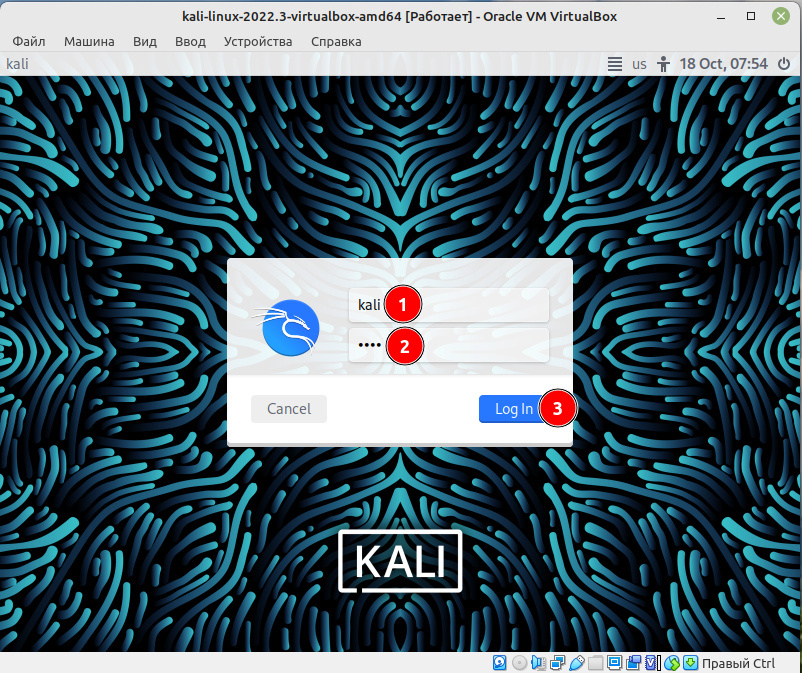 kali-linux-2022.3-virtualbox-amd64 [Работает] - Oracle VM VirtualBox
Файл Машина Вид Ввод Устройства Справка
kali us 18 Oct, 07:54
kali 1
•••• 2
Cancel Log In 3
KALI
Правый Ctrl